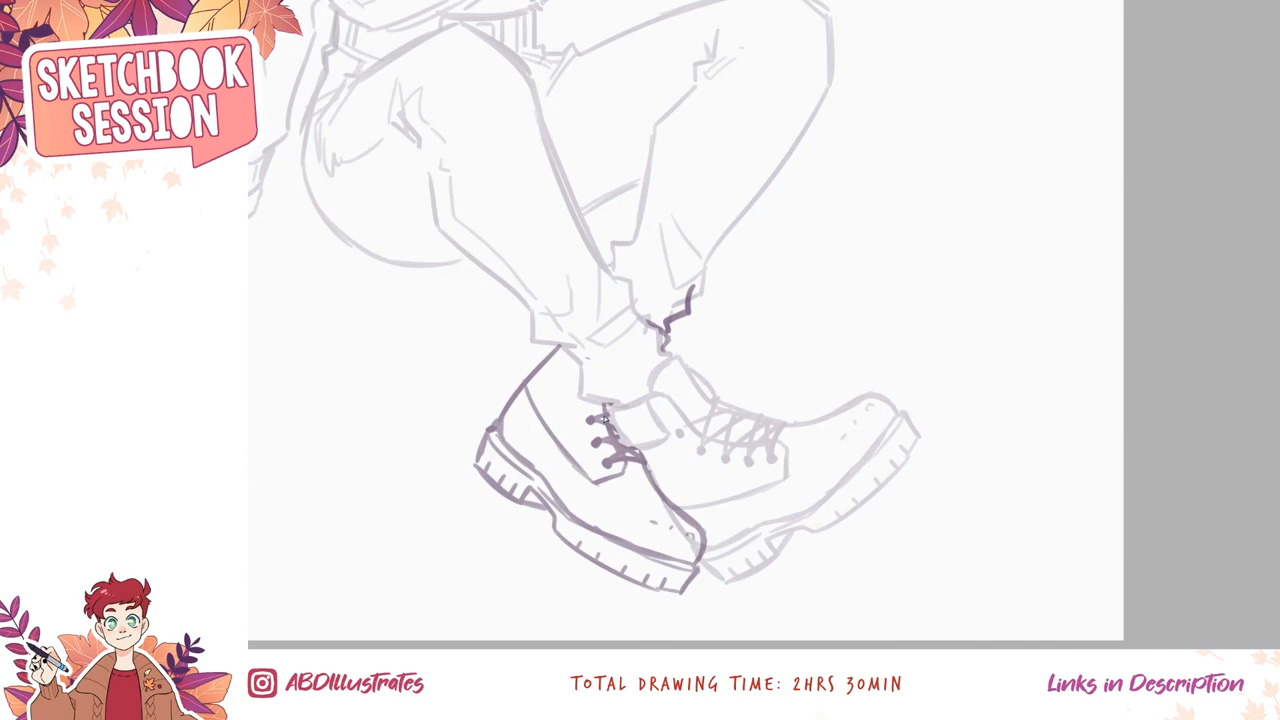 SKETCHBOOK
SESSION
ABDIllustrates
TOTAL DRAWING TIME: 2HRS 30MIN
Links in Description